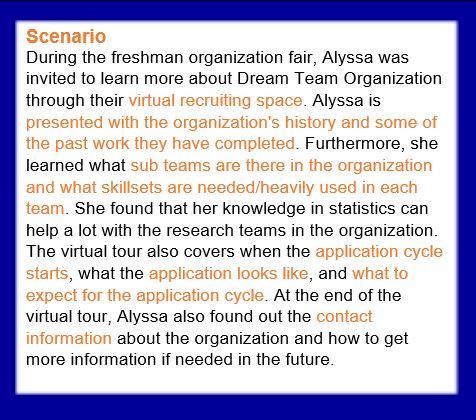 Scenario
During the freshman organization fair, Alyssa was
invited to learn more about Dream Team Organization
through their virtual recruiting space. Alyssa is
presented with the organization's history and some of
the past work they have completed. Furthermore, she
learned what sub teams are there in the organization
and what skillsets are needed/heavily used in each
team. She found that her knowledge in statistics can
help a lot with the research teams in the organization.
The virtual tour also covers when the application cycle
starts, what the application looks like, and what to
expect for the application cycle. At the end of the
virtual tour, Alyssa also found out the contact
information about the organization and how to get
more information if needed in the future.